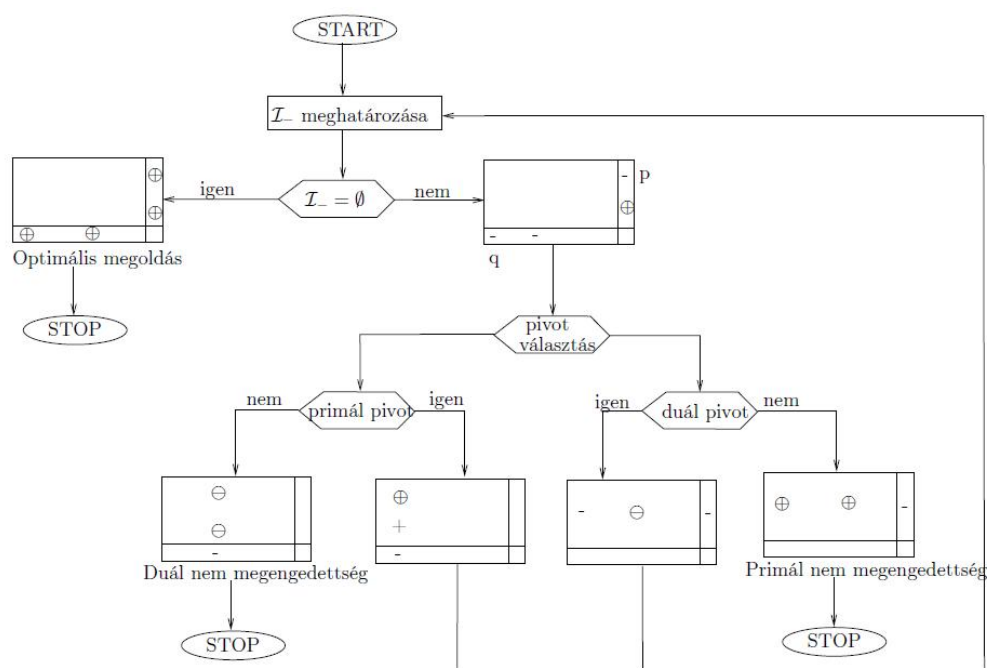 START
𝓘₋ meghatározása
igen
𝓘₋ = ∅
nem
- p
⊕
⊕
⊕
⊕ ⊕
- -
q
Optimális megoldás
STOP
pivot
választás
nem
primál pivot
igen
igen
duál pivot
nem
⊖
⊖
-
⊕
+
-
- ⊖ -
⊕ ⊕ -
Duál nem megengedettség
Primál nem megengedettség
STOP
STOP